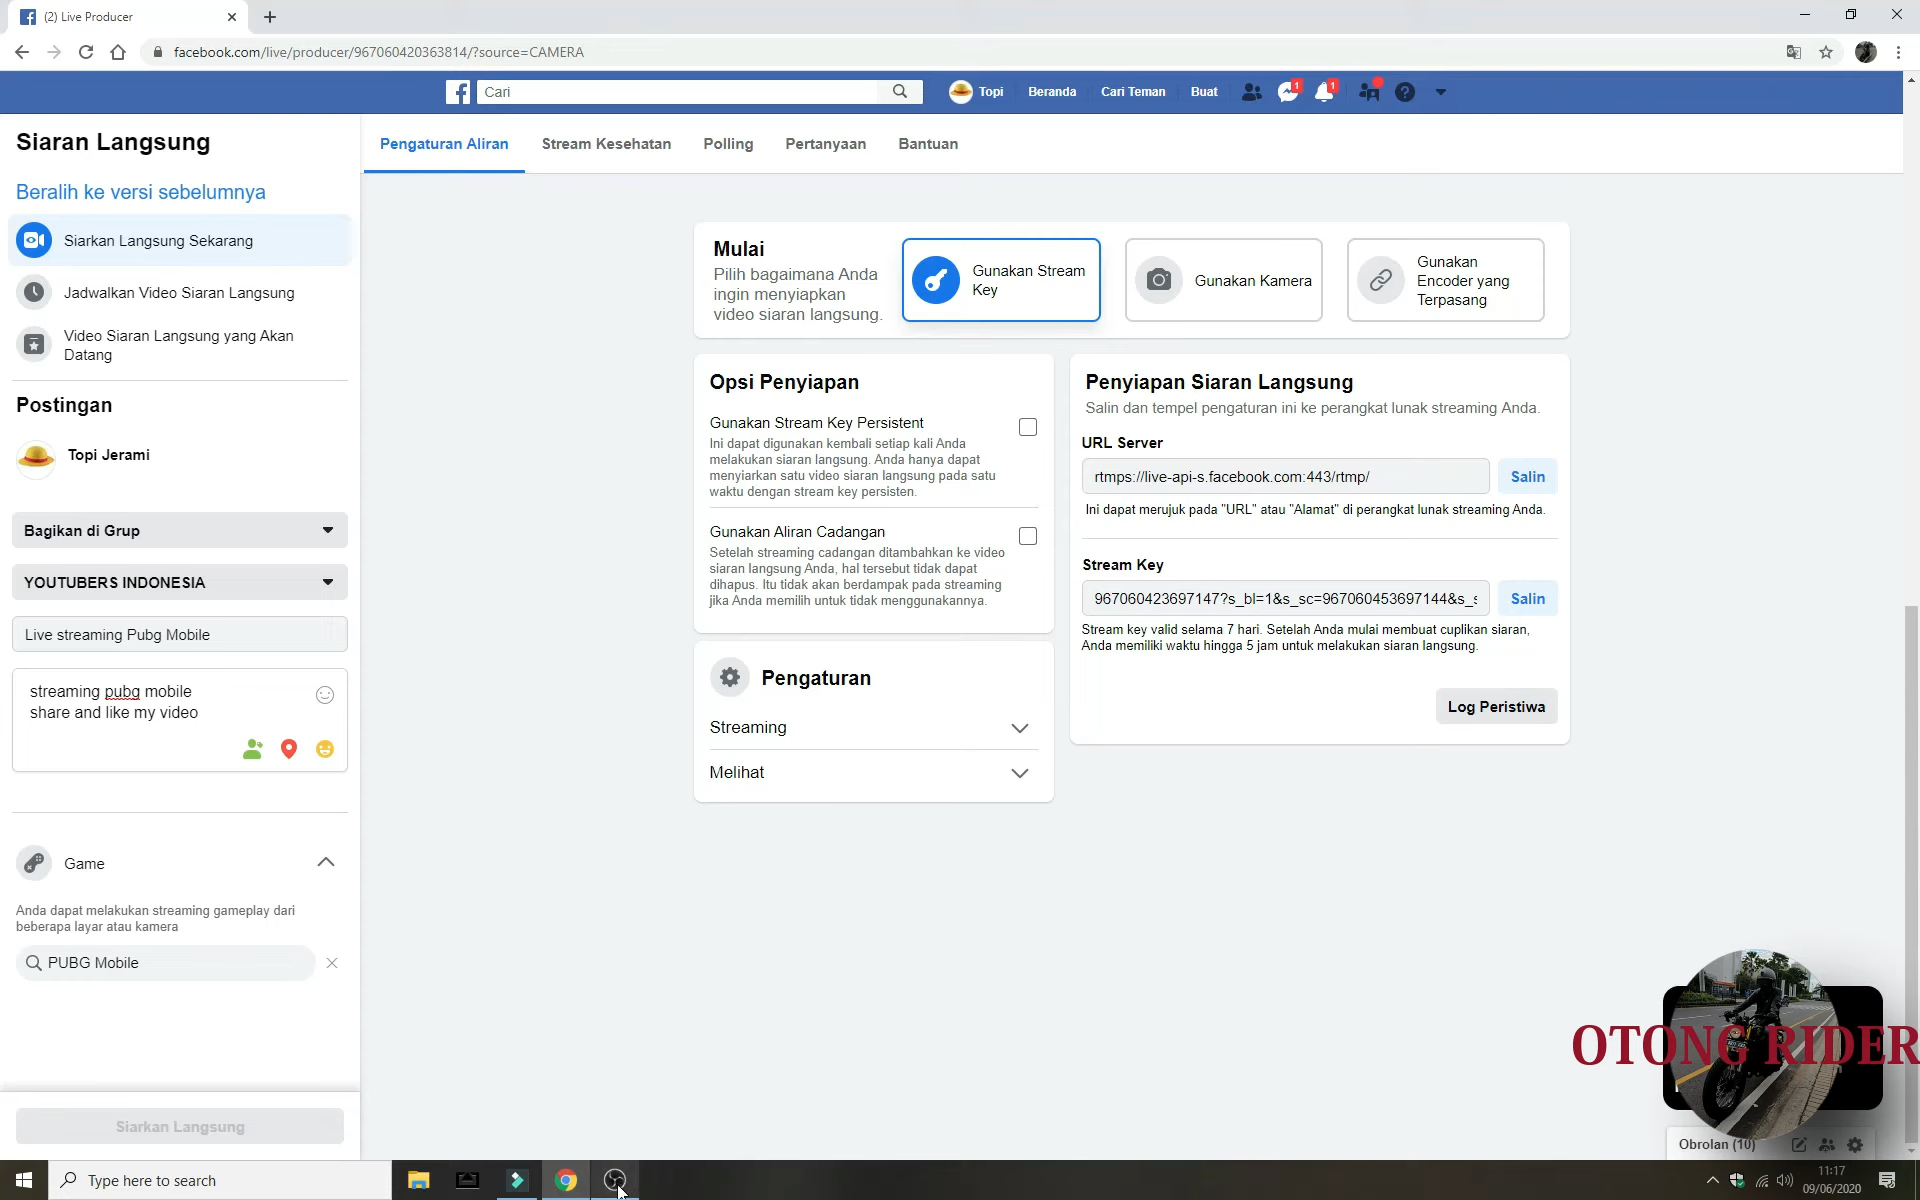 (2) Live Producer
facebook.com/live/producer/967060420363814/?source=CAMERA
Cari
Topi
Beranda
Cari Teman
Buat
1
1
Siaran Langsung
Beralih ke versi sebelumnya
Siarkan Langsung Sekarang
Jadwalkan Video Siaran Langsung
Video Siaran Langsung yang Akan
Datang
Postingan
Topi Jerami
Bagikan di Grup
YOUTUBERS INDONESIA
Live streaming Pubg Mobile
streaming pubg mobile
share and like my video
Game
Anda dapat melakukan streaming gameplay dari
beberapa layar atau kamera
PUBG Mobile
Siarkan Langsung
Pengaturan Aliran
Stream Kesehatan
Polling
Pertanyaan
Bantuan
Mulai
Pilih bagaimana Anda
ingin menyiapkan
video siaran langsung.
Gunakan Stream
Key
Gunakan Kamera
Gunakan
Encoder yang
Terpasang
Opsi Penyiapan
Gunakan Stream Key Persistent
Ini dapat digunakan kembali setiap kali Anda
melakukan siaran langsung. Anda hanya dapat
menyiarkan satu video siaran langsung pada satu
waktu dengan stream key persisten.
Gunakan Aliran Cadangan
Setelah streaming cadangan ditambahkan ke video
siaran langsung Anda, hal tersebut tidak dapat
dihapus. Itu tidak akan berdampak pada streaming
jika Anda memilih untuk tidak menggunakannya.
Pengaturan
Streaming
Melihat
Penyiapan Siaran Langsung
Salin dan tempel pengaturan ini ke perangkat lunak streaming Anda.
URL Server
rtmps://live-api-s.facebook.com:443/rtmp/
Salin
Ini dapat merujuk pada "URL" atau "Alamat" di perangkat lunak streaming Anda.
Stream Key
967060423697147?s_bl=1&s_sc=967060453697144&s_s
Salin
Stream key valid selama 7 hari. Setelah Anda mulai membuat cuplikan siaran,
Anda memiliki waktu hingga 5 jam untuk melakukan siaran langsung.
Log Peristiwa
OTONG RIDER
Obrolan (10)
Type here to search
11:17
09/06/2020